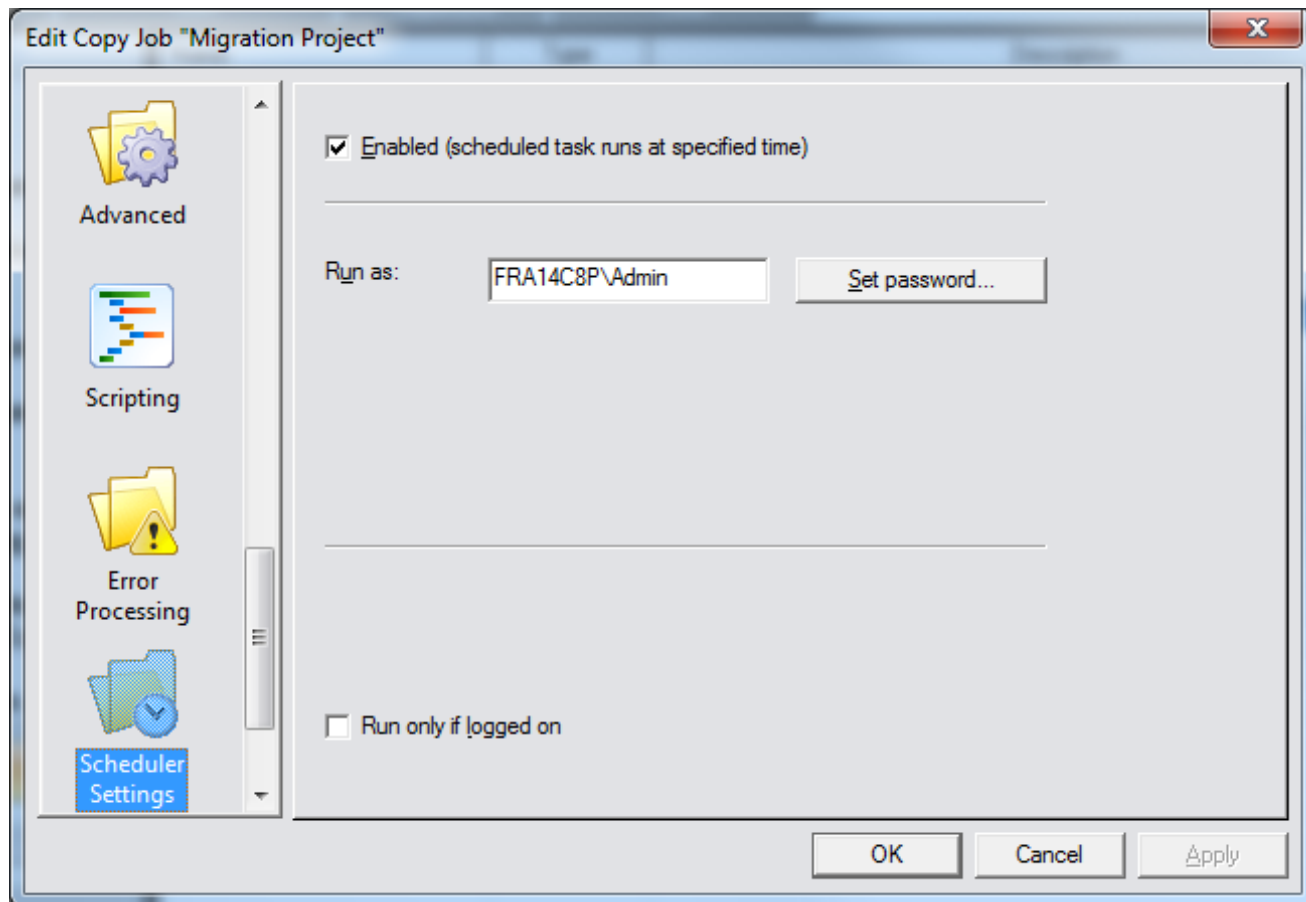 Edit Copy Job "Migration Project"
Advanced
Scripting
Error
Processing
Scheduler
Settings
Enabled (scheduled task runs at specified time)
Run as:
FRA14C8P\Admin
Set password...
Run only if logged on
OK
Cancel
Apply